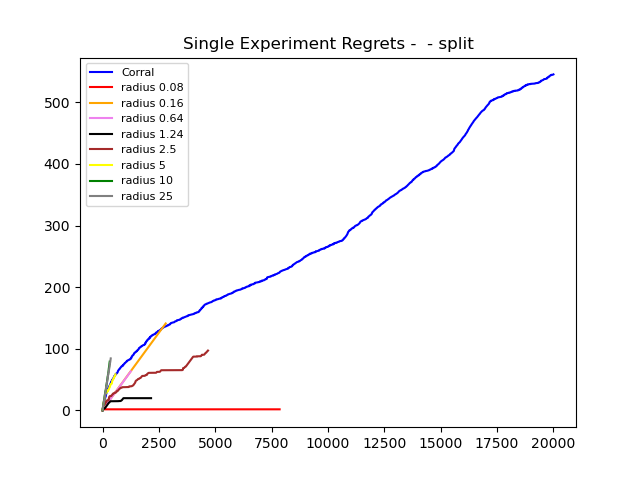 Single Experiment Regrets -  - split
Corral
radius 0.08
radius 0.16
radius 0.64
radius 1.24
radius 2.5
radius 5
radius 10
radius 25
500
400
300
200
100
0
0 2500 5000 7500 10000 12500 15000 17500 20000